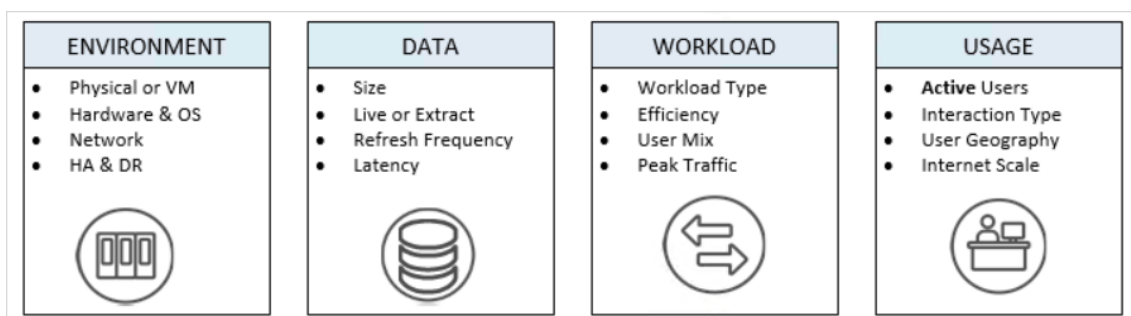 ENVIRONMENT
• Physical or VM
• Hardware & OS
• Network
• HA & DR
DATA
• Size
• Live or Extract
• Refresh Frequency
• Latency
WORKLOAD
• Workload Type
• Efficiency
• User Mix
• Peak Traffic
USAGE
• Active Users
• Interaction Type
• User Geography
• Internet Scale